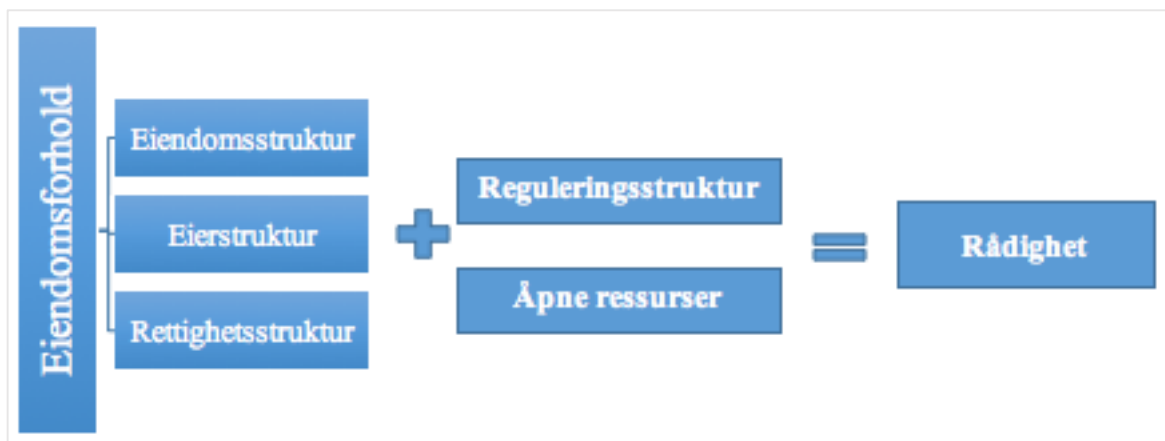 Eiendomsforhold
Eiendomsstruktur
Eierstruktur
Rettighetsstruktur
Reguleringsstruktur
Åpne ressurser
Rådighet